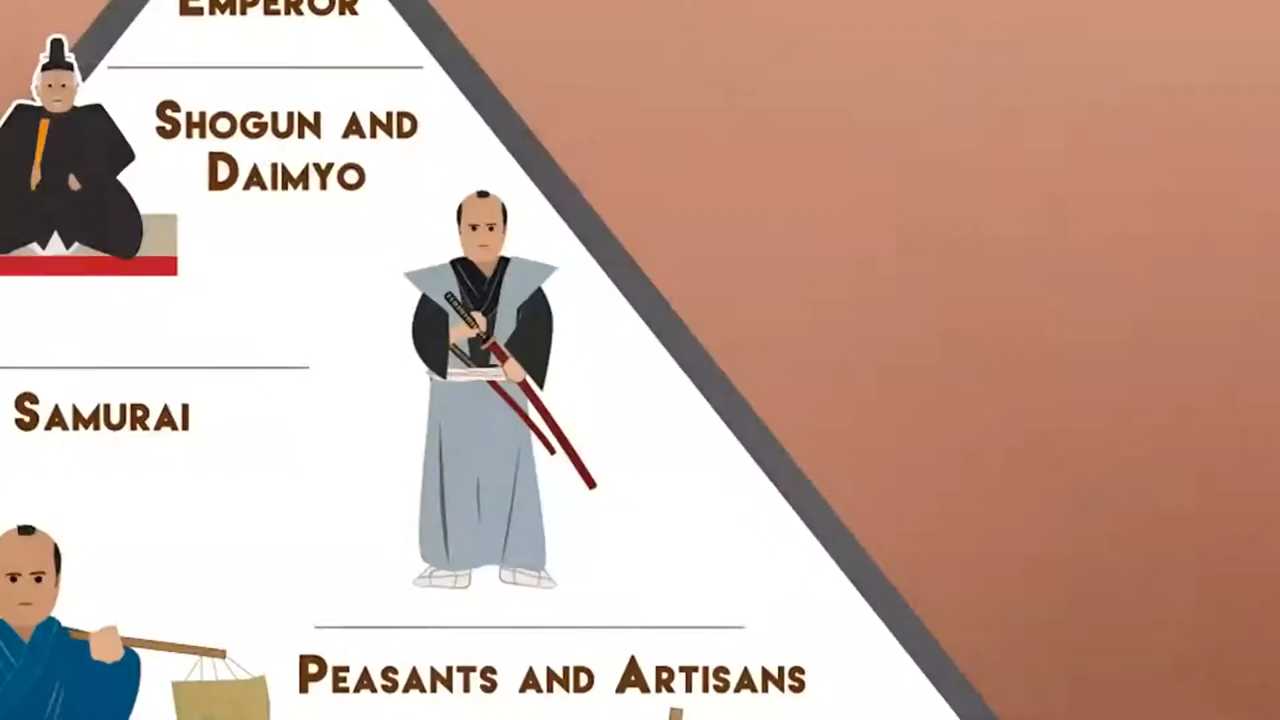 Emperor
Shogun and
Daimyo
Samurai
Peasants and Artisans